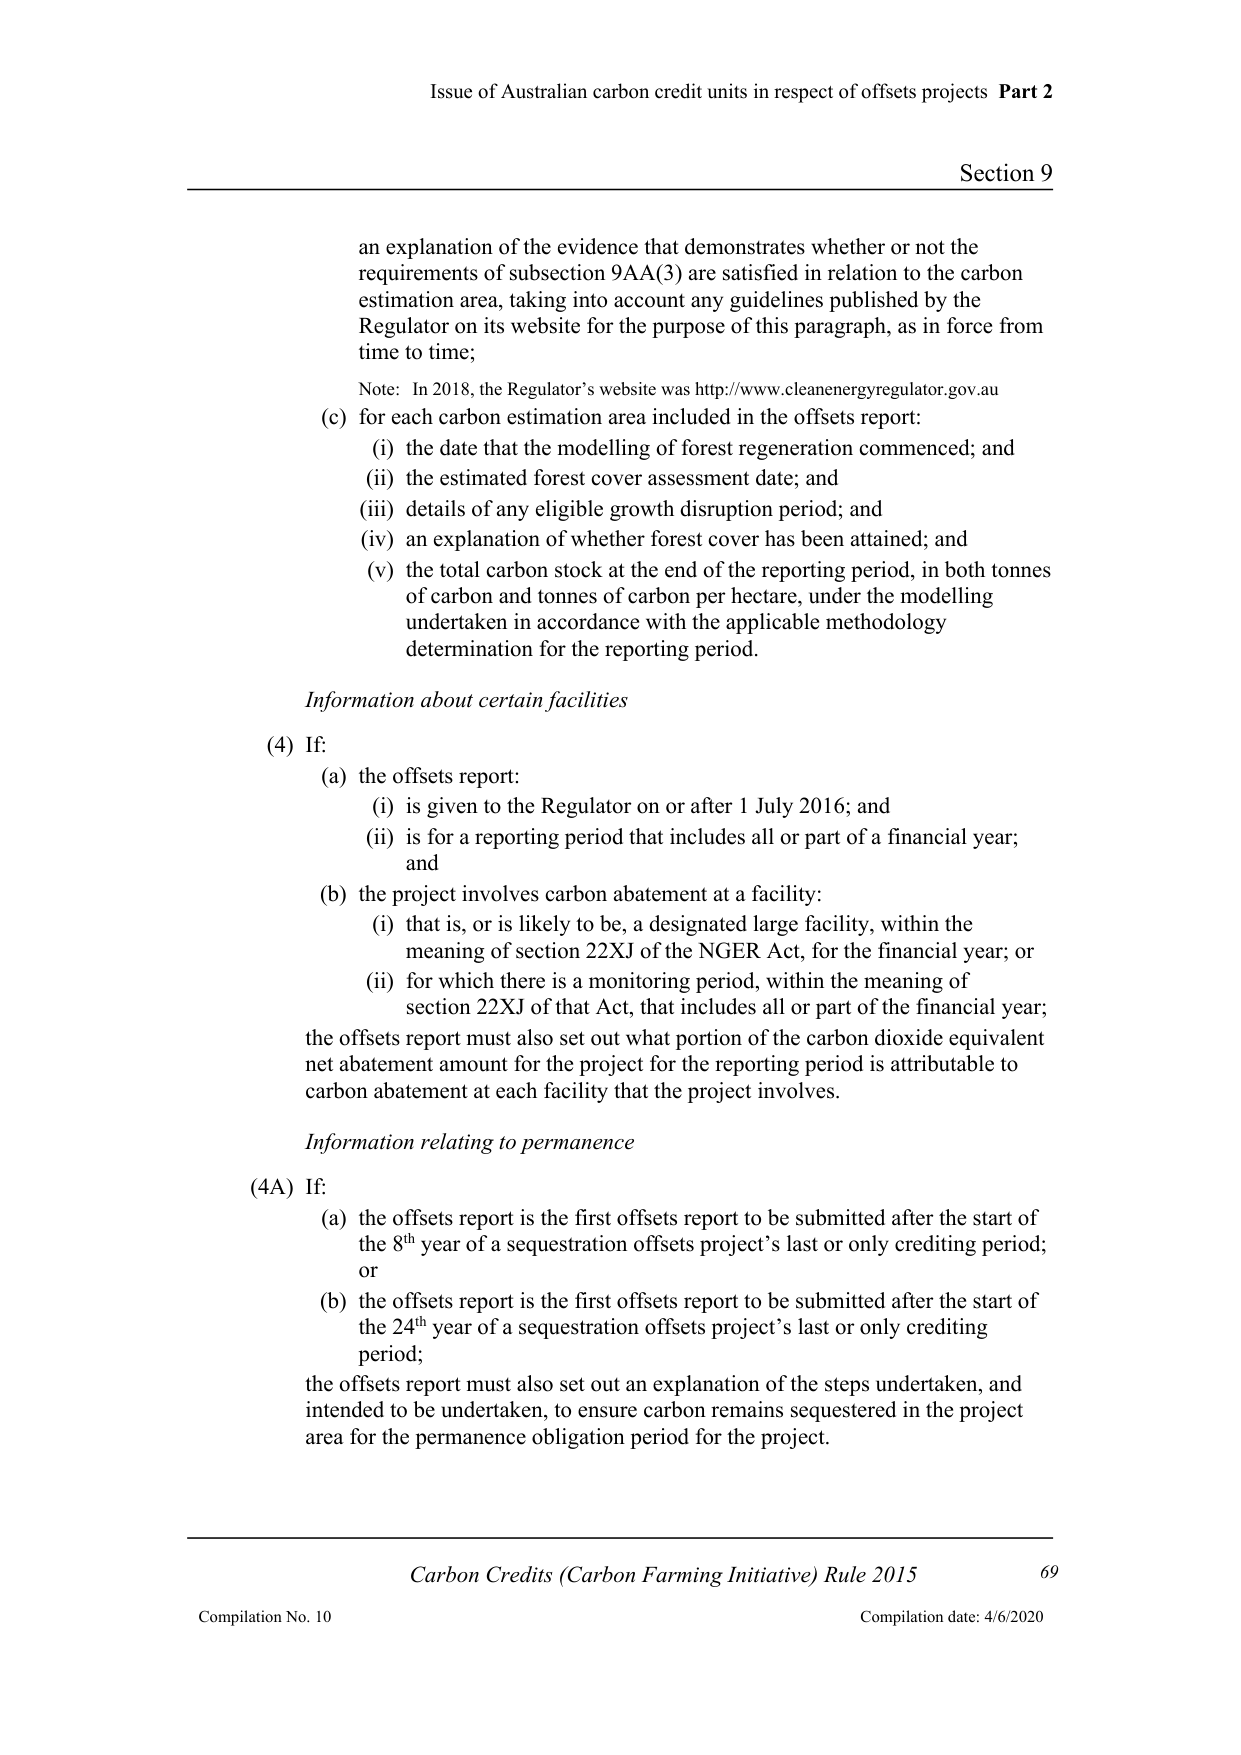 Issue of Australian carbon credit units in respect of offsets projects Part 2
Section 9
an explanation of the evidence that demonstrates whether or not the
requirements of subsection 9AA(3) are satisfied in relation to the carbon
estimation area, taking into account any guidelines published by the
Regulator on its website for the purpose of this paragraph, as in force from
time to time;
Note: In 2018, the Regulator’s website was http://www.cleanenergyregulator.gov.au
(c) for each carbon estimation area included in the offsets report:
(i) the date that the modelling of forest regeneration commenced; and
(ii) the estimated forest cover assessment date; and
(iii) details of any eligible growth disruption period; and
(iv) an explanation of whether forest cover has been attained; and
(v) the total carbon stock at the end of the reporting period, in both tonnes
of carbon and tonnes of carbon per hectare, under the modelling
undertaken in accordance with the applicable methodology
determination for the reporting period.
Information about certain facilities
(4) If:
(a) the offsets report:
(i) is given to the Regulator on or after 1 July 2016; and
(ii) is for a reporting period that includes all or part of a financial year;
and
(b) the project involves carbon abatement at a facility:
(i) that is, or is likely to be, a designated large facility, within the
meaning of section 22XJ of the NGER Act, for the financial year; or
(ii) for which there is a monitoring period, within the meaning of
section 22XJ of that Act, that includes all or part of the financial year;
the offsets report must also set out what portion of the carbon dioxide equivalent
net abatement amount for the project for the reporting period is attributable to
carbon abatement at each facility that the project involves.
Information relating to permanence
(4A) If:
(a) the offsets report is the first offsets report to be submitted after the start of
the 8th year of a sequestration offsets project’s last or only crediting period;
or
(b) the offsets report is the first offsets report to be submitted after the start of
the 24th year of a sequestration offsets project’s last or only crediting
period;
the offsets report must also set out an explanation of the steps undertaken, and
intended to be undertaken, to ensure carbon remains sequestered in the project
area for the permanence obligation period for the project.
Carbon Credits (Carbon Farming Initiative) Rule 2015 69
Compilation No. 10 Compilation date: 4/6/2020